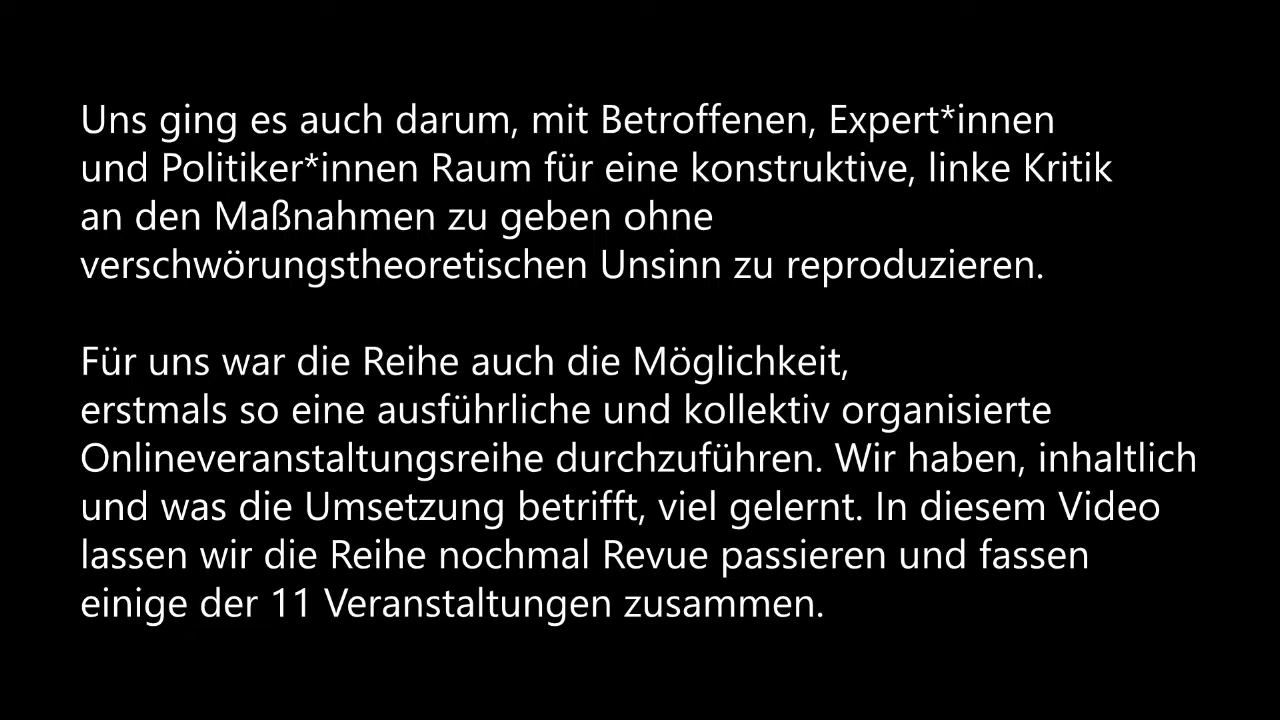 Uns ging es auch darum, mit Betroffenen, Expert*innen
und Politiker*innen Raum für eine konstruktive, linke Kritik
an den Maßnahmen zu geben ohne
verschwörungstheoretischen Unsinn zu reproduzieren.
Für uns war die Reihe auch die Möglichkeit,
erstmals so eine ausführliche und kollektiv organisierte
Onlineveranstaltungsreihe durchzuführen. Wir haben, inhaltlich
und was die Umsetzung betrifft, viel gelernt. In diesem Video
lassen wir die Reihe nochmal Revue passieren und fassen
einige der 11 Veranstaltungen zusammen.